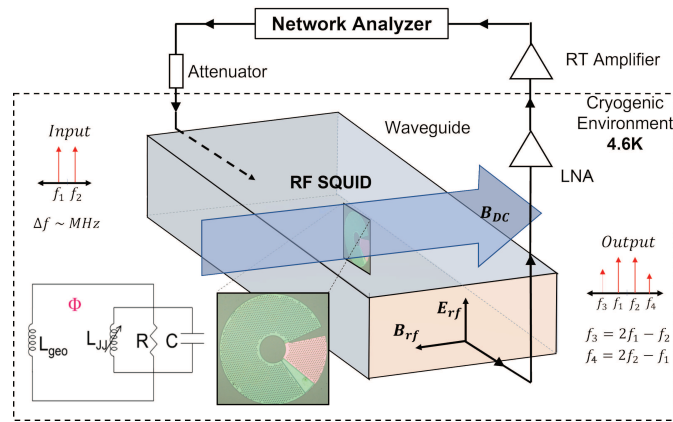 Network Analyzer
Attenuator
RT Amplifier
Cryogenic
Environment
4.6K
Waveguide
Input
f₁ f₂
Δf ~ MHz
RF SQUID
LNA
B_DC
Output
f₃ f₁ f₂ f₄
f₃ = 2f₁ − f₂
f₄ = 2f₂ − f₁
E_rf
B_rf
Φ
L_geo
L_JJ
R
C